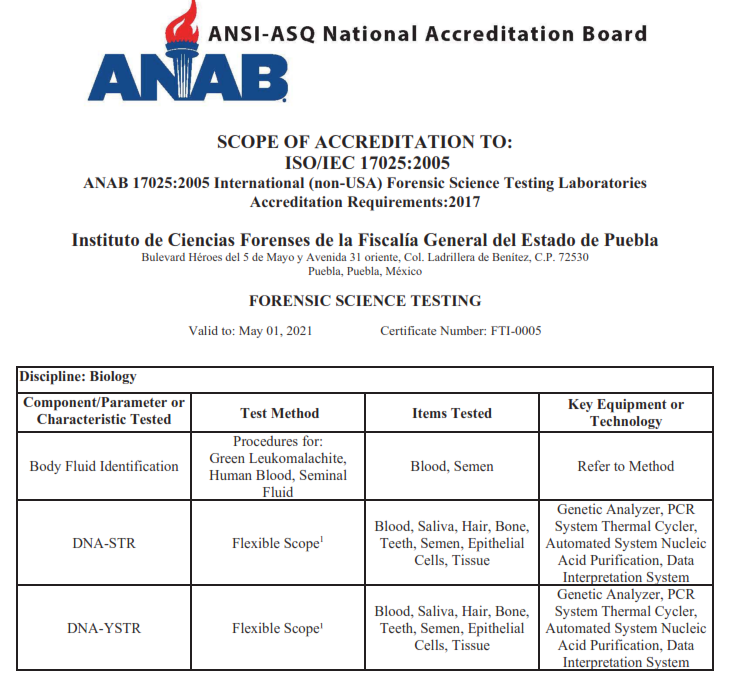 ANSI-ASQ National Accreditation Board
ANAB
SCOPE OF ACCREDITATION TO:
ISO/IEC 17025:2005
ANAB 17025:2005 International (non-USA) Forensic Science Testing Laboratories
Accreditation Requirements:2017
Instituto de Ciencias Forenses de la Fiscalía General del Estado de Puebla
Bulevard Héroes del 5 de Mayo y Avenida 31 oriente, Col. Ladrillera de Benítez, C.P. 72530
Puebla, Puebla, México
FORENSIC SCIENCE TESTING
Valid to: May 01, 2021 Certificate Number: FTI-0005
Discipline: Biology
Component/Parameter or
Characteristic Tested
Test Method
Items Tested
Key Equipment or
Technology
Body Fluid Identification
Procedures for:
Green Leukomalachite,
Human Blood, Seminal
Fluid
Blood, Semen
Refer to Method
DNA-STR
Flexible Scope¹
Blood, Saliva, Hair, Bone,
Teeth, Semen, Epithelial
Cells, Tissue
Genetic Analyzer, PCR
System Thermal Cycler,
Automated System Nucleic
Acid Purification, Data
Interpretation System
DNA-YSTR
Flexible Scope¹
Blood, Saliva, Hair, Bone,
Teeth, Semen, Epithelial
Cells, Tissue
Genetic Analyzer, PCR
System Thermal Cycler,
Automated System Nucleic
Acid Purification, Data
Interpretation System